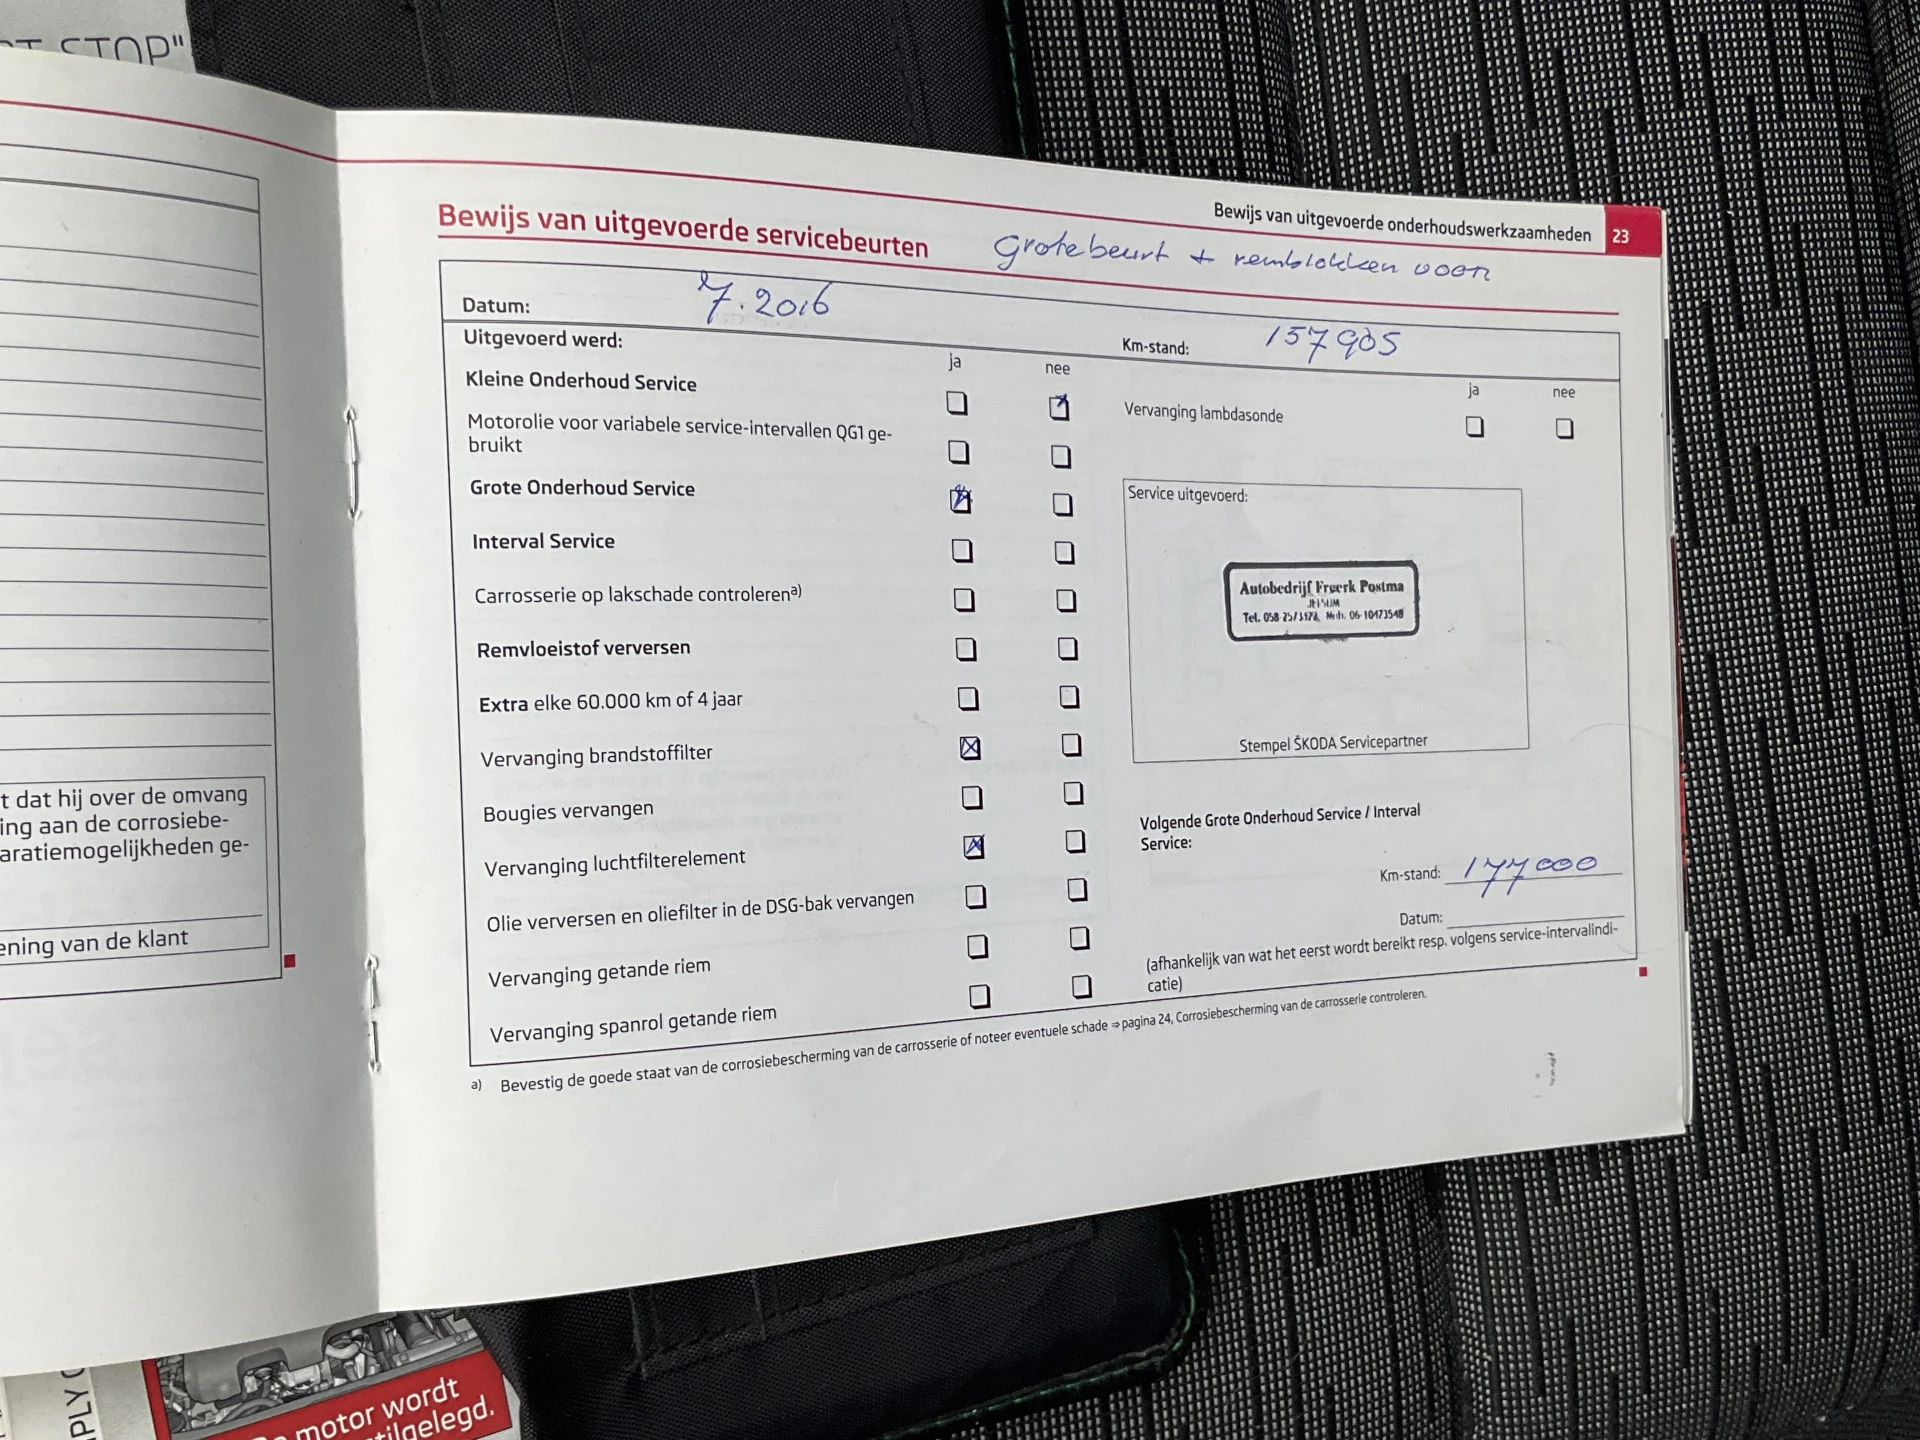 STOP"
t dat hij over de omvang
ing aan de corrosiebe-
aratiemogelijkheden ge-
ening van de klant
Bewijs van uitgevoerde onderhoudswerkzaamheden 23
Bewijs van uitgevoerde servicebeurten
Grote beurt + remblokken voor
Datum: 7.2016
Km-stand: 157905
Uitgevoerd werd:
ja nee
Kleine Onderhoud Service
Motorolie voor variabele service-intervallen QG1 ge-
bruikt
Grote Onderhoud Service
Interval Service
Carrosserie op lakschade controleren a)
Remvloeistof verversen
Extra elke 60.000 km of 4 jaar
Vervanging brandstoffilter
Bougies vervangen
Vervanging luchtfilterelement
Olie verversen en oliefilter in de DSG-bak vervangen
Vervanging getande riem
Vervanging spanrol getande riem
ja nee
Vervanging lambdasonde
Service uitgevoerd:
Autobedrijf Freerk Postma
Tel. 058 Mob. 06-10473548
Stempel ŠKODA Servicepartner
Volgende Grote Onderhoud Service / Interval
Service:
Km-stand: 177000
Datum:
(afhankelijk van wat het eerst wordt bereikt resp. volgens service-intervalindi-
catie)
a) Bevestig de goede staat van de corrosiebescherming van de carrosserie of noteer eventuele schade ⇒ pagina 24, Corrosiebescherming van de carrosserie controleren.
motor wordt
tilgelegd.